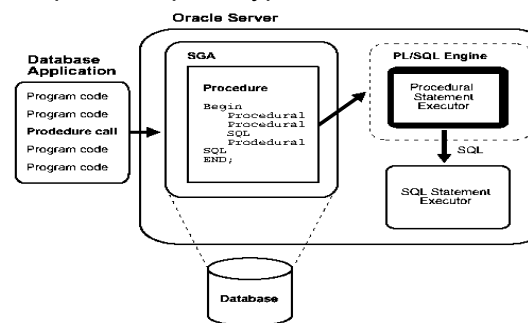 Oracle Server
Database
Application
Program code
Program code
Prodedure call
Program code
Program code
SGA
Procedure
Begin
Procedural
Procedural
SQL
Prodedural
SQL
END;
PL/SQL Engine
Procedural
Statement
Executor
SQL
SQL Statement
Executor
Database